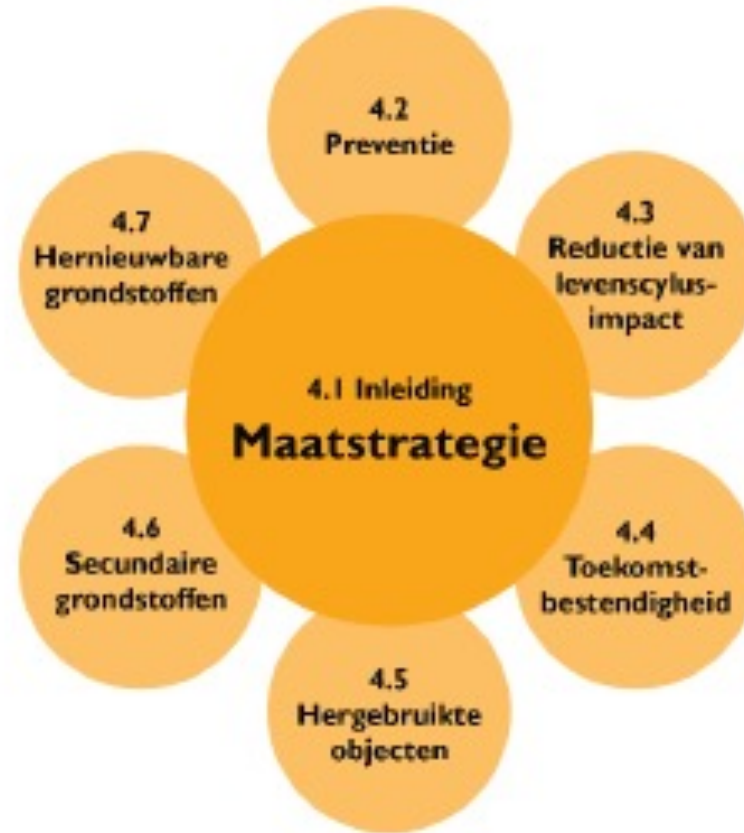 4.1 Inleiding
Maatstrategie
4.2
Preventie
4.3
Reductie van
levenscylus-
impact
4.4
Toekomst-
bestendigheid
4.5
Hergebruikte
objecten
4.6
Secundaire
grondstoffen
4.7
Hernieuwbare
grondstoffen